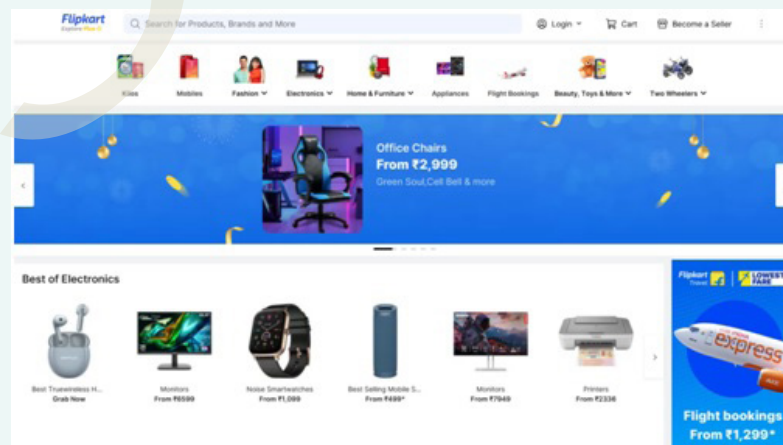 Flipkart
Explore Plus
Search for Products, Brands and More
Login
Cart
Become a Seller
Kilos
Mobiles
Fashion
Electronics
Home & Furniture
Appliances
Flight Bookings
Beauty, Toys & More
Two Wheelers
Office Chairs
From ₹2,999
Green Soul,Cell Bell & more
Best of Electronics
Best Truewireless H...
Grab Now
Monitors
From ₹6599
Noise Smartwatches
From ₹1,099
Best Selling Mobile S...
From ₹499*
Monitors
From ₹7949
Printers
From ₹2336
Flipkart
Travel
LOWEST
FARE
express
Flight bookings
From ₹1,299*